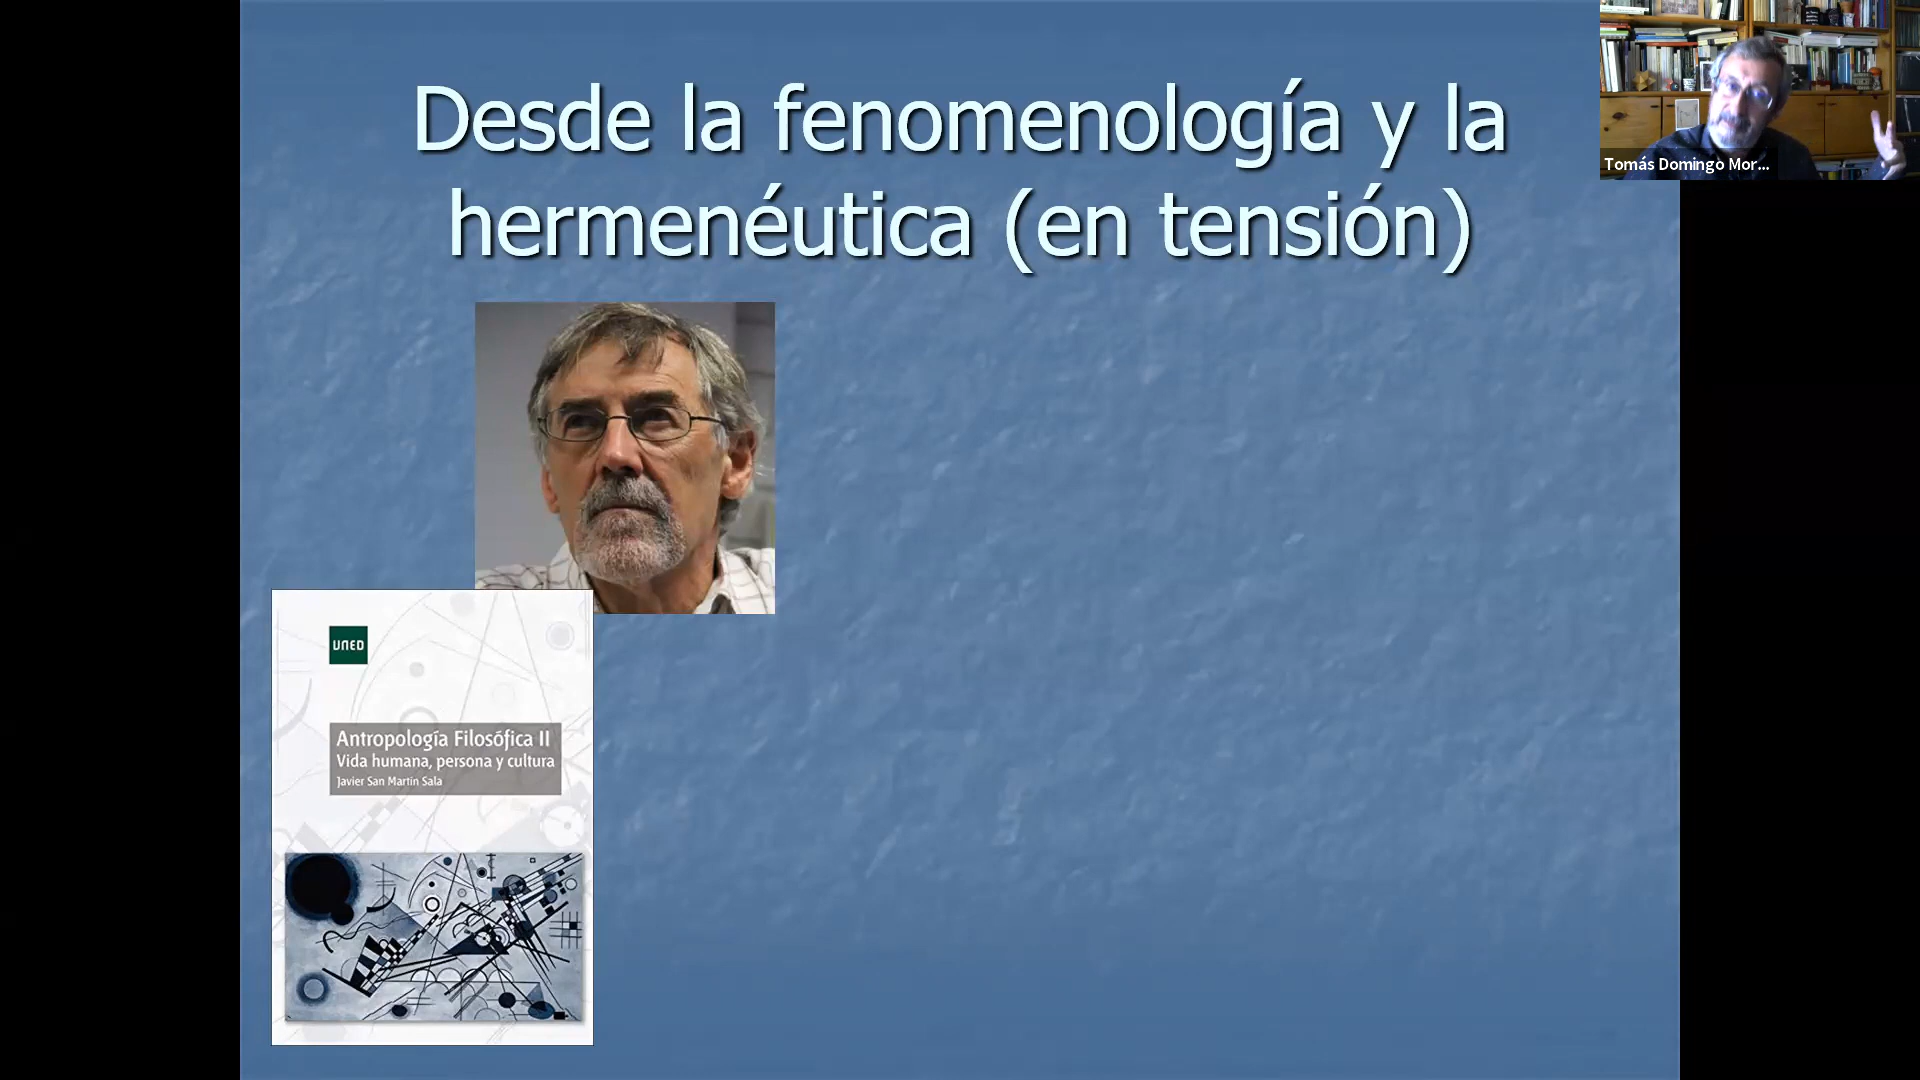 Desde la fenomenología y la
hermenéutica (en tensión)
Tomás Domingo Mor...
UNED
Antropología Filosófica II
Vida humana, persona y cultura
Javier San Martín Sala